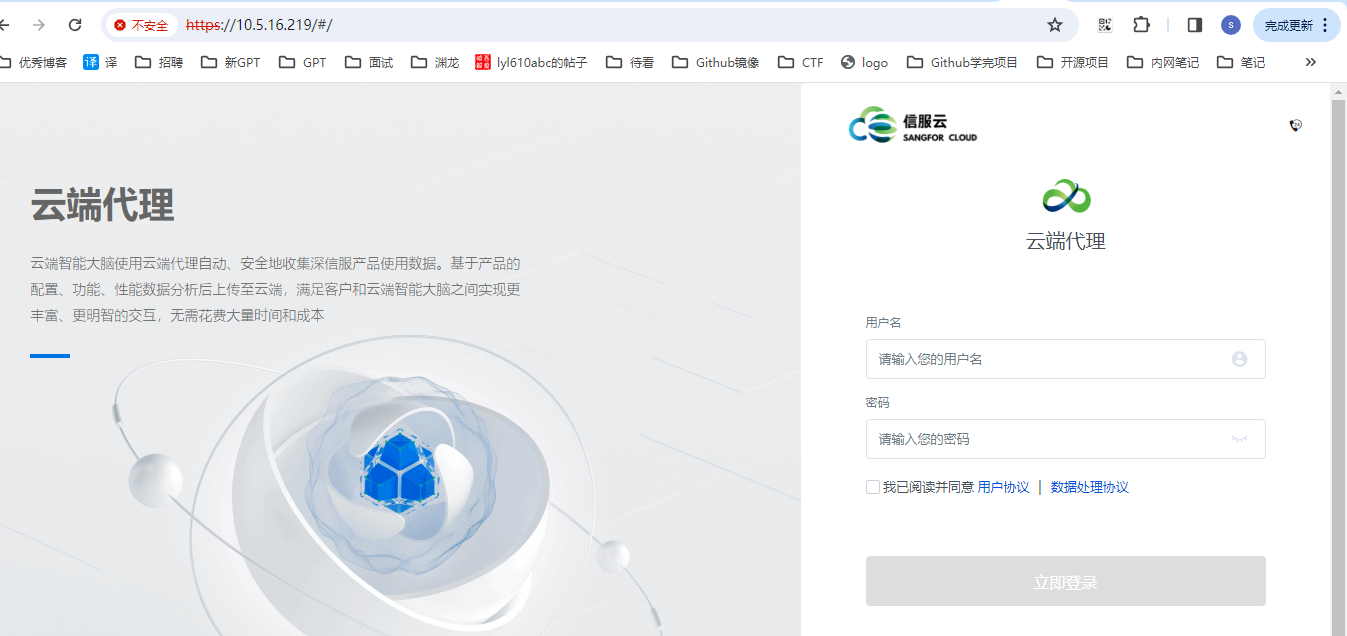 不安全 https://10.5.16.219/#/ S 完成更新
优秀博客 译 译 招聘 新GPT GPT 面试 渊龙 lyl610abc的帖子 待看 Github镜像 CTF logo Github学完项目 开源项目 内网笔记 笔记 »
信服云
SANGFOR CLOUD
云端代理
云端智能大脑使用云端代理自动、安全地收集深信服产品使用数据。基于产品的
配置、功能、性能数据分析后上传至云端，满足客户和云端智能大脑之间实现更
丰富、更明智的交互，无需花费大量时间和成本
云端代理
用户名
请输入您的用户名
密码
请输入您的密码
我已阅读并同意 用户协议 | 数据处理协议
立即登录